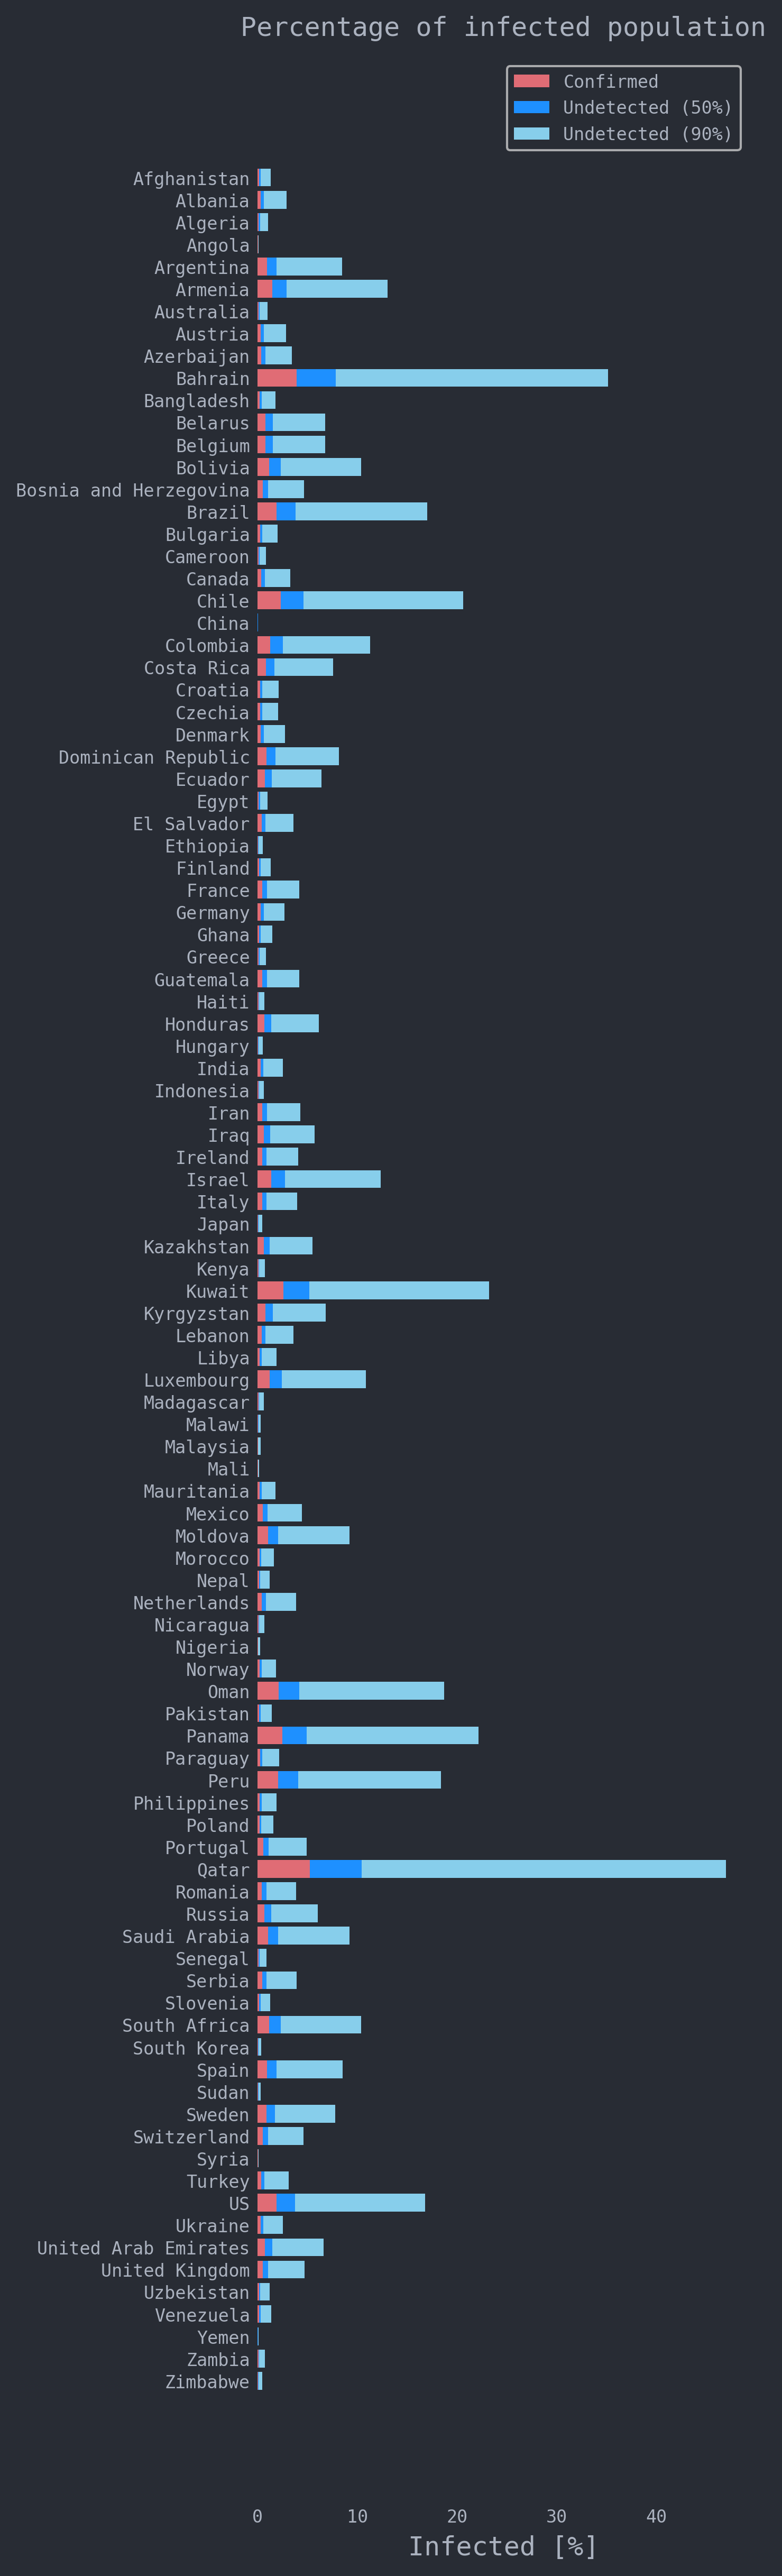 Percentage of infected population
Confirmed
Undetected (50%)
Undetected (90%)
Afghanistan
Albania
Algeria
Angola
Argentina
Armenia
Australia
Austria
Azerbaijan
Bahrain
Bangladesh
Belarus
Belgium
Bolivia
Bosnia and Herzegovina
Brazil
Bulgaria
Cameroon
Canada
Chile
China
Colombia
Costa Rica
Croatia
Czechia
Denmark
Dominican Republic
Ecuador
Egypt
El Salvador
Ethiopia
Finland
France
Germany
Ghana
Greece
Guatemala
Haiti
Honduras
Hungary
India
Indonesia
Iran
Iraq
Ireland
Israel
Italy
Japan
Kazakhstan
Kenya
Kuwait
Kyrgyzstan
Lebanon
Libya
Luxembourg
Madagascar
Malawi
Malaysia
Mali
Mauritania
Mexico
Moldova
Morocco
Nepal
Netherlands
Nicaragua
Nigeria
Norway
Oman
Pakistan
Panama
Paraguay
Peru
Philippines
Poland
Portugal
Qatar
Romania
Russia
Saudi Arabia
Senegal
Serbia
Slovenia
South Africa
South Korea
Spain
Sudan
Sweden
Switzerland
Syria
Turkey
US
Ukraine
United Arab Emirates
United Kingdom
Uzbekistan
Venezuela
Yemen
Zambia
Zimbabwe
0 10 20 30 40
Infected [%]